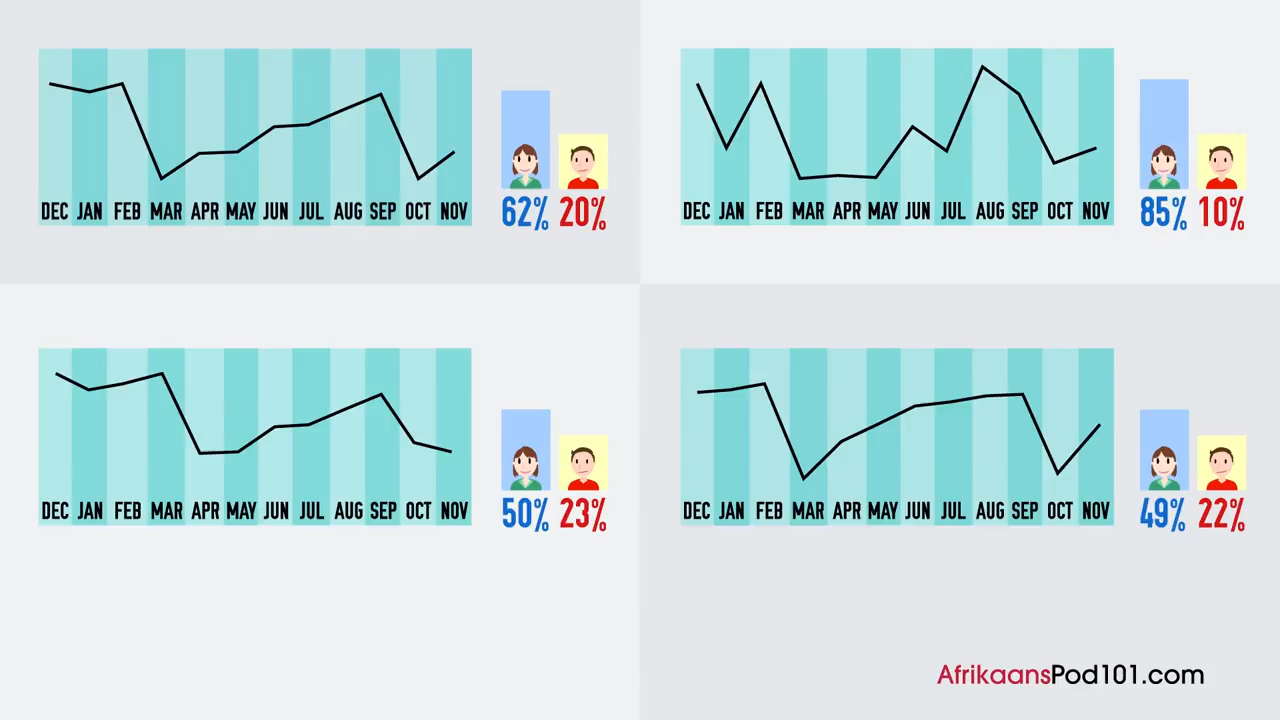 DEC JAN FEB MAR APR MAY JUN JUL AUG SEP OCT NOV
62% 20%
DEC JAN FEB MAR APR MAY JUN JUL AUG SEP OCT NOV
85% 10%
DEC JAN FEB MAR APR MAY JUN JUL AUG SEP OCT NOV
50% 23%
DEC JAN FEB MAR APR MAY JUN JUL AUG SEP OCT NOV
49% 22%
AfrikaansPod101.com